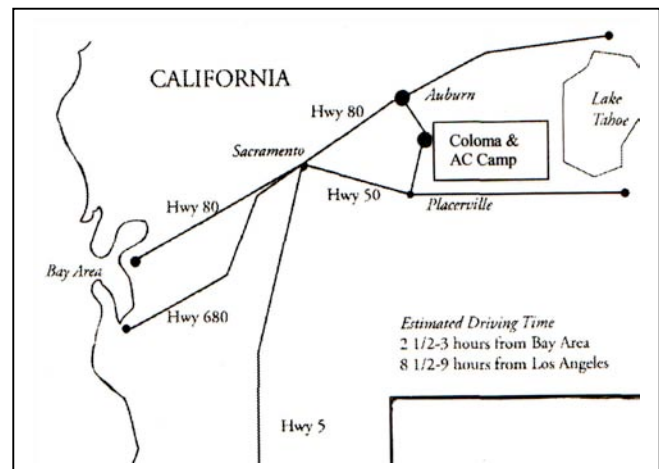 CALIFORNIA
Hwy 80
Auburn
Lake
Tahoe
Coloma &
AC Camp
Sacramento
Hwy 50
Placerville
Hwy 80
Bay Area
Hwy 680
Estimated Driving Time
2 1/2-3 hours from Bay Area
8 1/2-9 hours from Los Angeles
Hwy 5